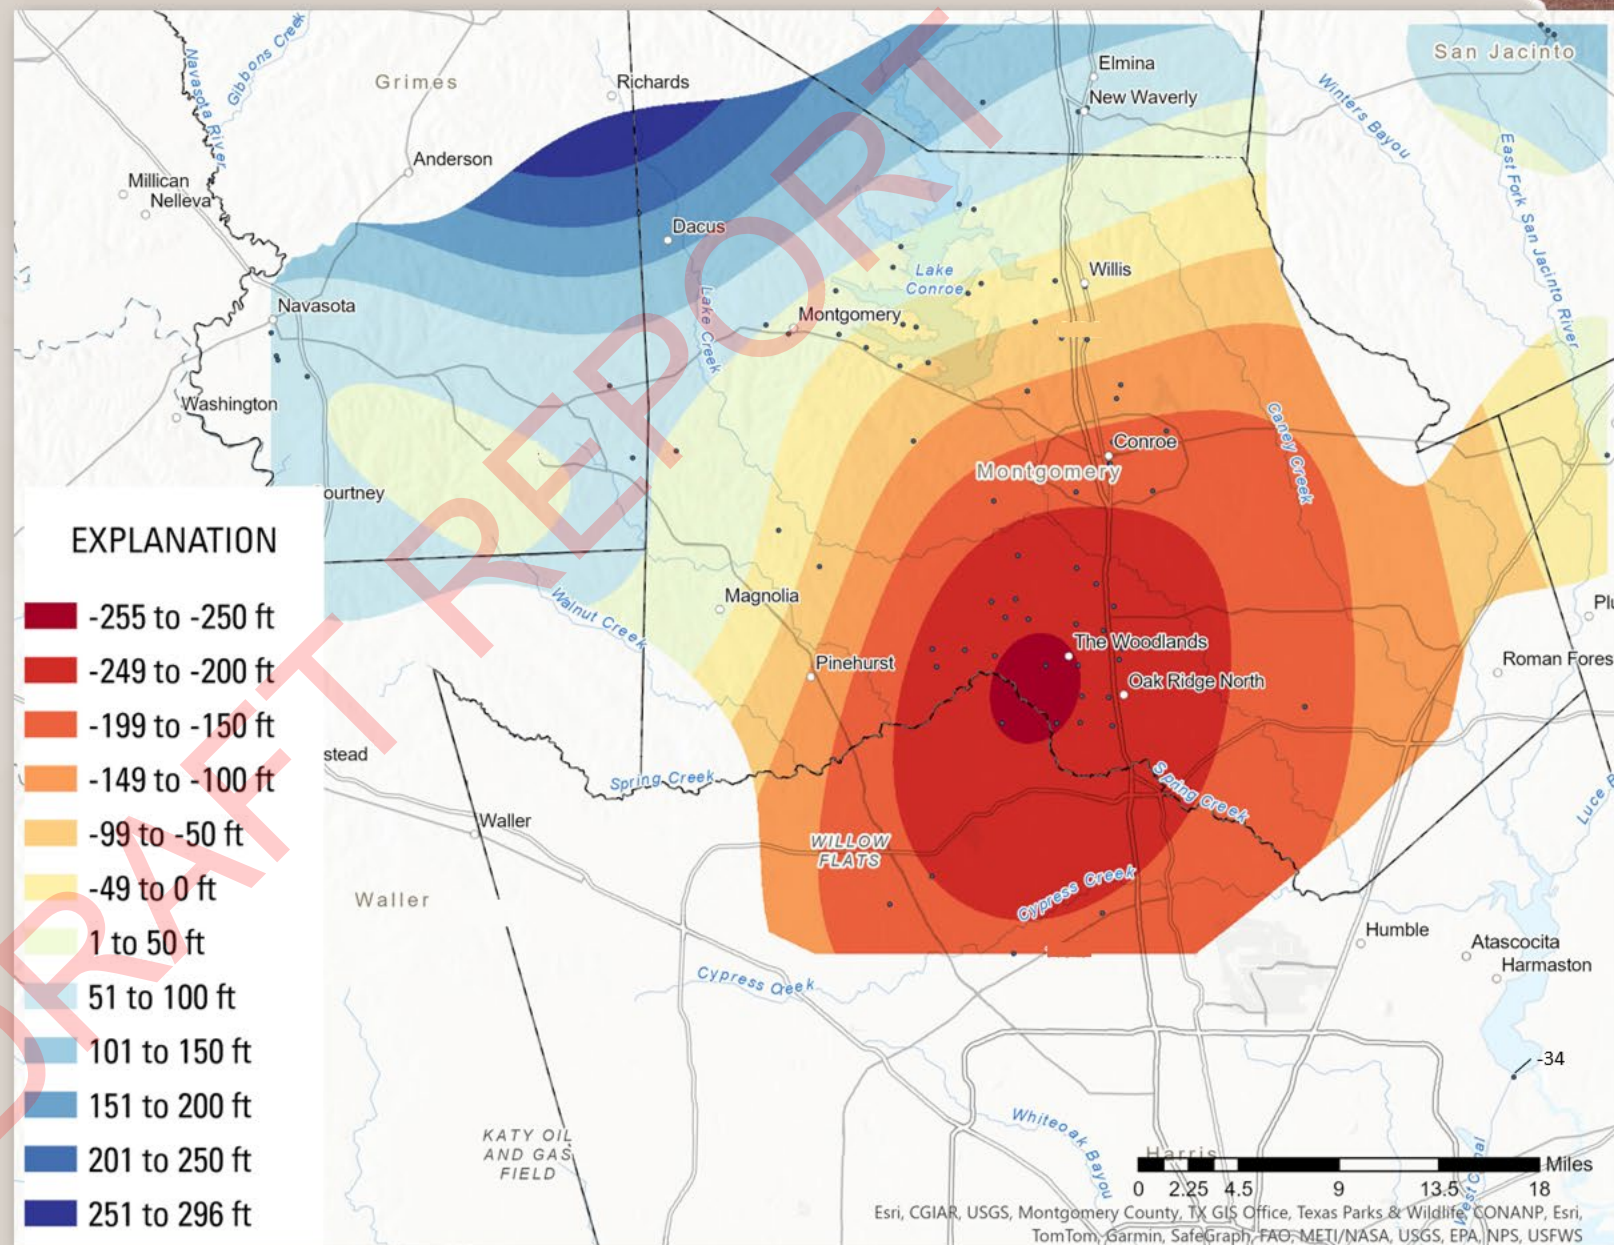 San Jacinto
Elmina
Grimes
Richards
New Waverly
Gibbons Creek
Navasota River
Winters Bayou
East Fork San Jacinto River
Anderson
Millican
Nelleva
Dacus
Lake
Conroe
Willis
Navasota
Lake Creek
Montgomery
Washington
Caney Creek
Conroe
Montgomery
ourtney
Walnut Creek
Magnolia
The Woodlands
Pinehurst
Oak Ridge North
Roman Fores
Plu
stead
Spring Creek
Spring Creek
Luce B
Waller
WILLOW
FLATS
Cypress Creek
Waller
Humble
Atascocita
Harmaston
Cypress Creek
-34
Whiteoak Bayou
KATY OIL
AND GAS
FIELD
Harris
West Canal
EXPLANATION
-255 to -250 ft
-249 to -200 ft
-199 to -150 ft
-149 to -100 ft
-99 to -50 ft
-49 to 0 ft
1 to 50 ft
51 to 100 ft
101 to 150 ft
151 to 200 ft
201 to 250 ft
251 to 296 ft
DRAFT REPORT
Miles
0 2.25 4.5 9 13.5 18
Esri, CGIAR, USGS, Montgomery County, TX GIS Office, Texas Parks & Wildlife, CONANP, Esri,
TomTom, Garmin, SafeGraph, FAO, METI/NASA, USGS, EPA, NPS, USFWS